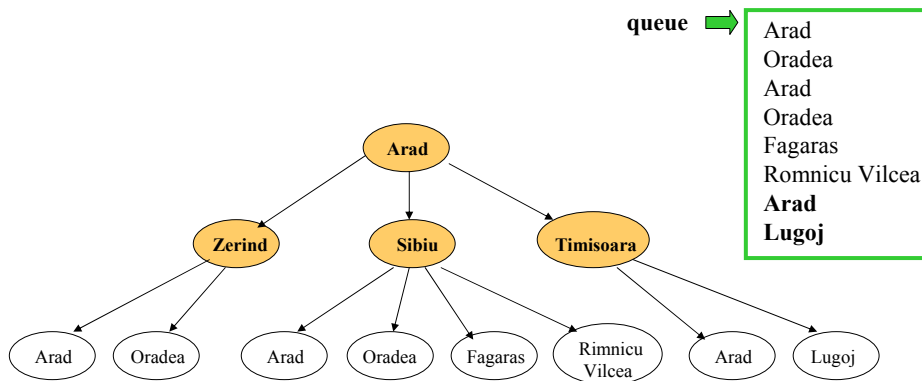 queue
Arad
Oradea
Arad
Oradea
Fagaras
Romnicu Vilcea
Arad
Lugoj
Arad
Zerind
Sibiu
Timisoara
Arad
Oradea
Arad
Oradea
Fagaras
Rimnicu
Vilcea
Arad
Lugoj